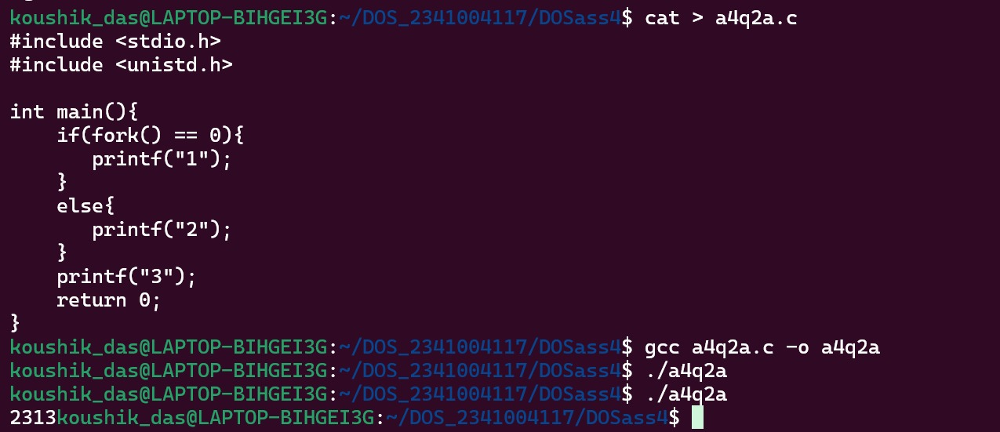 koushik_das@LAPTOP-BIHGEI3G:~/DOS_2341004117/DOSass4$ cat > a4q2a.c
#include <stdio.h>
#include <unistd.h>

int main(){
    if(fork() == 0){
       printf("1");
    }
    else{
       printf("2");
    }
    printf("3");
    return 0;
}
koushik_das@LAPTOP-BIHGEI3G:~/DOS_2341004117/DOSass4$ gcc a4q2a.c -o a4q2a
koushik_das@LAPTOP-BIHGEI3G:~/DOS_2341004117/DOSass4$ ./a4q2a
koushik_das@LAPTOP-BIHGEI3G:~/DOS_2341004117/DOSass4$ ./a4q2a
2313koushik_das@LAPTOP-BIHGEI3G:~/DOS_2341004117/DOSass4$